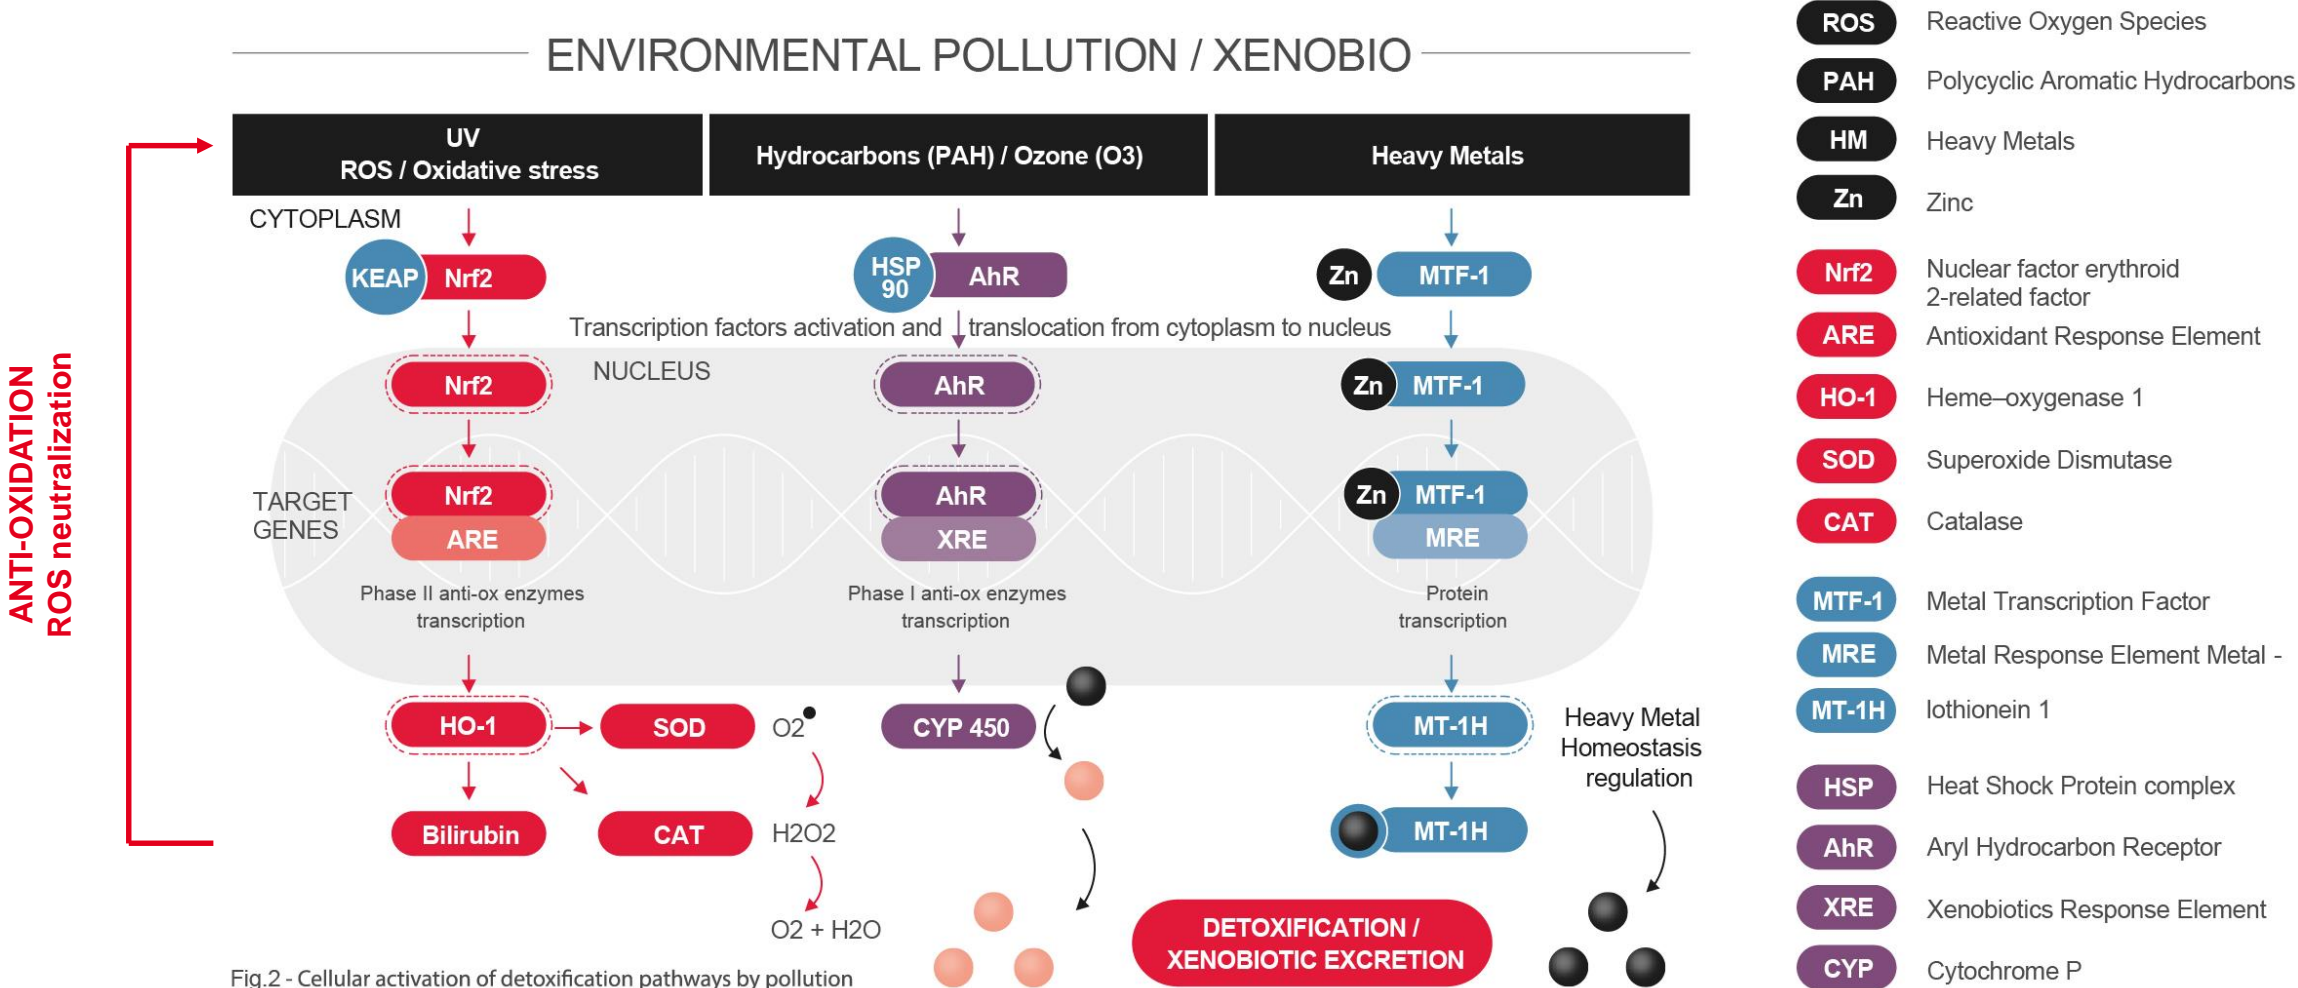 ENVIRONMENTAL POLLUTION / XENOBIO
ANTI-OXIDATION
ROS neutralization
UV
ROS / Oxidative stress
Hydrocarbons (PAH) / Ozone (O3)
Heavy Metals
CYTOPLASM
KEAP
Nrf2
HSP
90
AhR
Zn
MTF-1
Transcription factors activation and translocation from cytoplasm to nucleus
NUCLEUS
Nrf2
AhR
Zn
MTF-1
TARGET
GENES
Nrf2
ARE
AhR
XRE
Zn
MTF-1
MRE
Phase II anti-ox enzymes
transcription
Phase I anti-ox enzymes
transcription
Protein
transcription
HO-1
SOD
O2
CYP 450
MT-1H
Heavy Metal
Homeostasis
regulation
Bilirubin
CAT
H2O2
MT-1H
O2 + H2O
DETOXIFICATION /
XENOBIOTIC EXCRETION
Fig.2 - Cellular activation of detoxification pathways by pollution
ROS Reactive Oxygen Species
PAH Polycyclic Aromatic Hydrocarbons
HM Heavy Metals
Zn Zinc
Nrf2 Nuclear factor erythroid
2-related factor
ARE Antioxidant Response Element
HO-1 Heme–oxygenase 1
SOD Superoxide Dismutase
CAT Catalase
MTF-1 Metal Transcription Factor
MRE Metal Response Element Metal -
MT-1H lothionein 1
HSP Heat Shock Protein complex
AhR Aryl Hydrocarbon Receptor
XRE Xenobiotics Response Element
CYP Cytochrome P